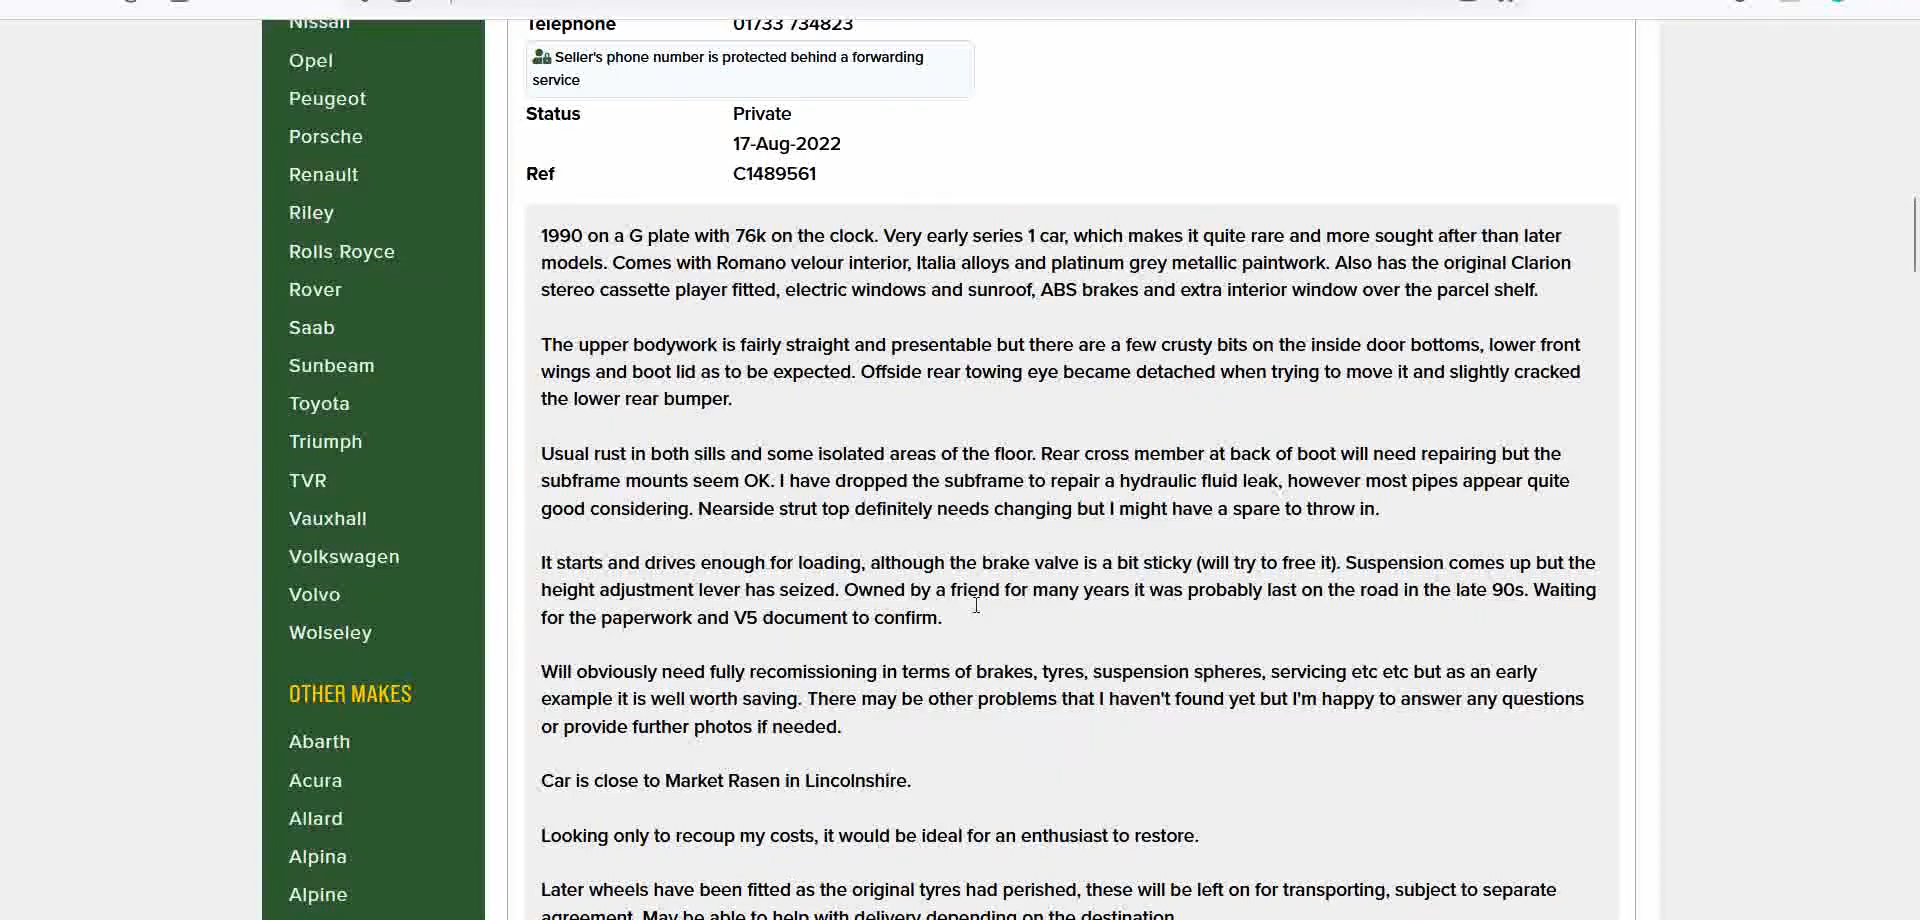 Nissan
Opel
Peugeot
Porsche
Renault
Riley
Rolls Royce
Rover
Saab
Sunbeam
Toyota
Triumph
TVR
Vauxhall
Volkswagen
Volvo
Wolseley
OTHER MAKES
Abarth
Acura
Allard
Alpina
Alpine
Telephone 01733 734823
Seller's phone number is protected behind a forwarding
service
Status Private
17-Aug-2022
Ref C1489561
1990 on a G plate with 76k on the clock. Very early series 1 car, which makes it quite rare and more sought after than later
models. Comes with Romano velour interior, Italia alloys and platinum grey metallic paintwork. Also has the original Clarion
stereo cassette player fitted, electric windows and sunroof, ABS brakes and extra interior window over the parcel shelf.
The upper bodywork is fairly straight and presentable but there are a few crusty bits on the inside door bottoms, lower front
wings and boot lid as to be expected. Offside rear towing eye became detached when trying to move it and slightly cracked
the lower rear bumper.
Usual rust in both sills and some isolated areas of the floor. Rear cross member at back of boot will need repairing but the
subframe mounts seem OK. I have dropped the subframe to repair a hydraulic fluid leak, however most pipes appear quite
good considering. Nearside strut top definitely needs changing but I might have a spare to throw in.
It starts and drives enough for loading, although the brake valve is a bit sticky (will try to free it). Suspension comes up but the
height adjustment lever has seized. Owned by a friend for many years it was probably last on the road in the late 90s. Waiting
for the paperwork and V5 document to confirm.
Will obviously need fully recomissioning in terms of brakes, tyres, suspension spheres, servicing etc etc but as an early
example it is well worth saving. There may be other problems that I haven't found yet but I'm happy to answer any questions
or provide further photos if needed.
Car is close to Market Rasen in Lincolnshire.
Looking only to recoup my costs, it would be ideal for an enthusiast to restore.
Later wheels have been fitted as the original tyres had perished, these will be left on for transporting, subject to separate
agreement. May be able to help with delivery depending on the destination.